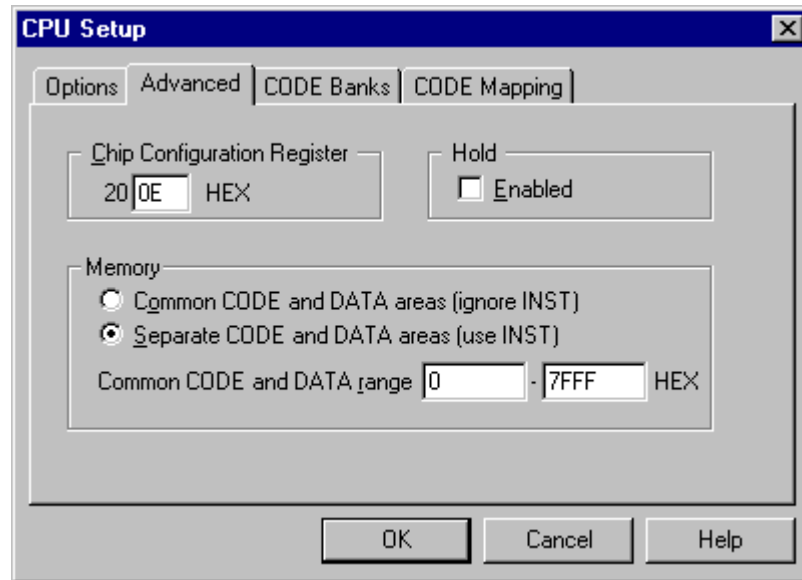 CPU Setup
Options Advanced CODE Banks CODE Mapping
Chip Configuration Register Hold
20 0E HEX Enabled
Memory
Common CODE and DATA areas (ignore INST)
Separate CODE and DATA areas (use INST)
Common CODE and DATA range 0 - 7FFF HEX
OK Cancel Help